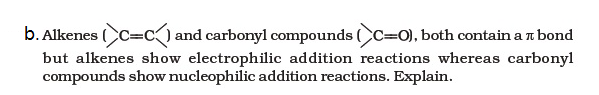 b. Alkenes (>C=C<) and carbonyl compounds (>C=O), both contain a π bond
but alkenes show electrophilic addition reactions whereas carbonyl
compounds show nucleophilic addition reactions. Explain.